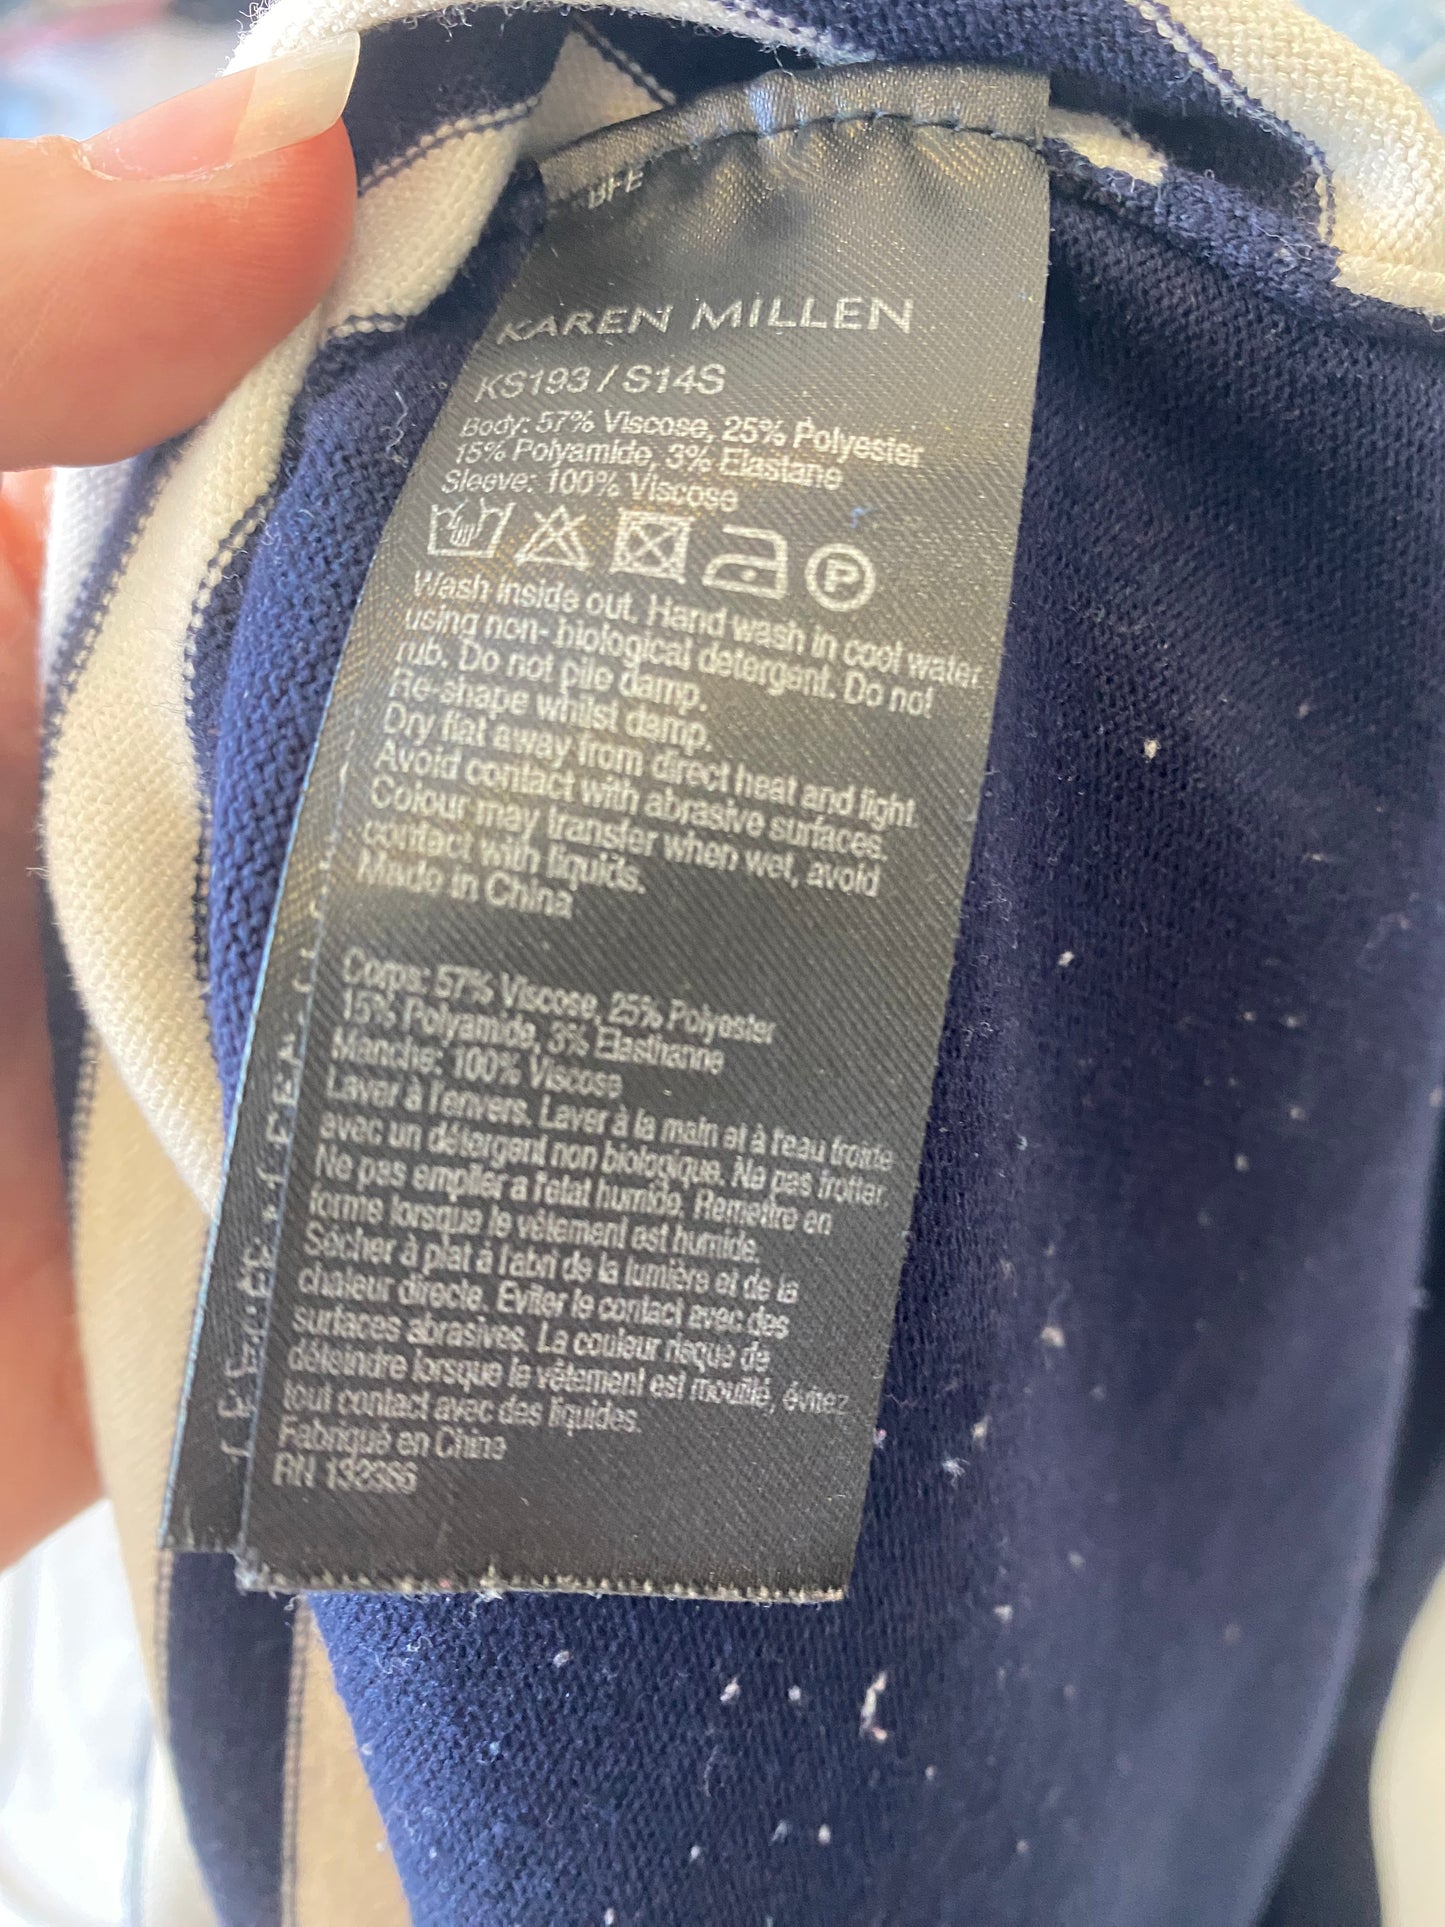 BFE
KAREN MILLEN
KS193 / S14S
Body: 57% Viscose, 25% Polyester
15% Polyamide, 3% Elastane
Sleeve: 100% Viscose
P
Wash inside out. Hand wash in cool water
using non- biological detergent. Do not
rub. Do not pile damp.
Re-shape whilst damp.
Dry flat away from direct heat and light.
Avoid contact with abrasive surfaces.
Colour may transfer when wet, avoid
contact with liquids.
Made in China
Corps: 57% Viscose, 25% Polyester
15% Polyamide, 3% Elasthanne
Manche: 100% Viscose
Laver à l'envers. Laver à la main et à l'eau froide
avec un détergent non biologique. Ne pas frotter.
Ne pas empiler a l'etat humide. Remettre en
forme lorsque le vêtement est humide.
Sécher à plat à l'abri de la lumière et de la
chaleur directe. Eviter le contact avec des
surfaces abrasives. La couleur risque de
déteindre lorsque le vêtement est mouillé, évitez
tout contact avec des liquides.
Fabriqué en Chine
RN 132386